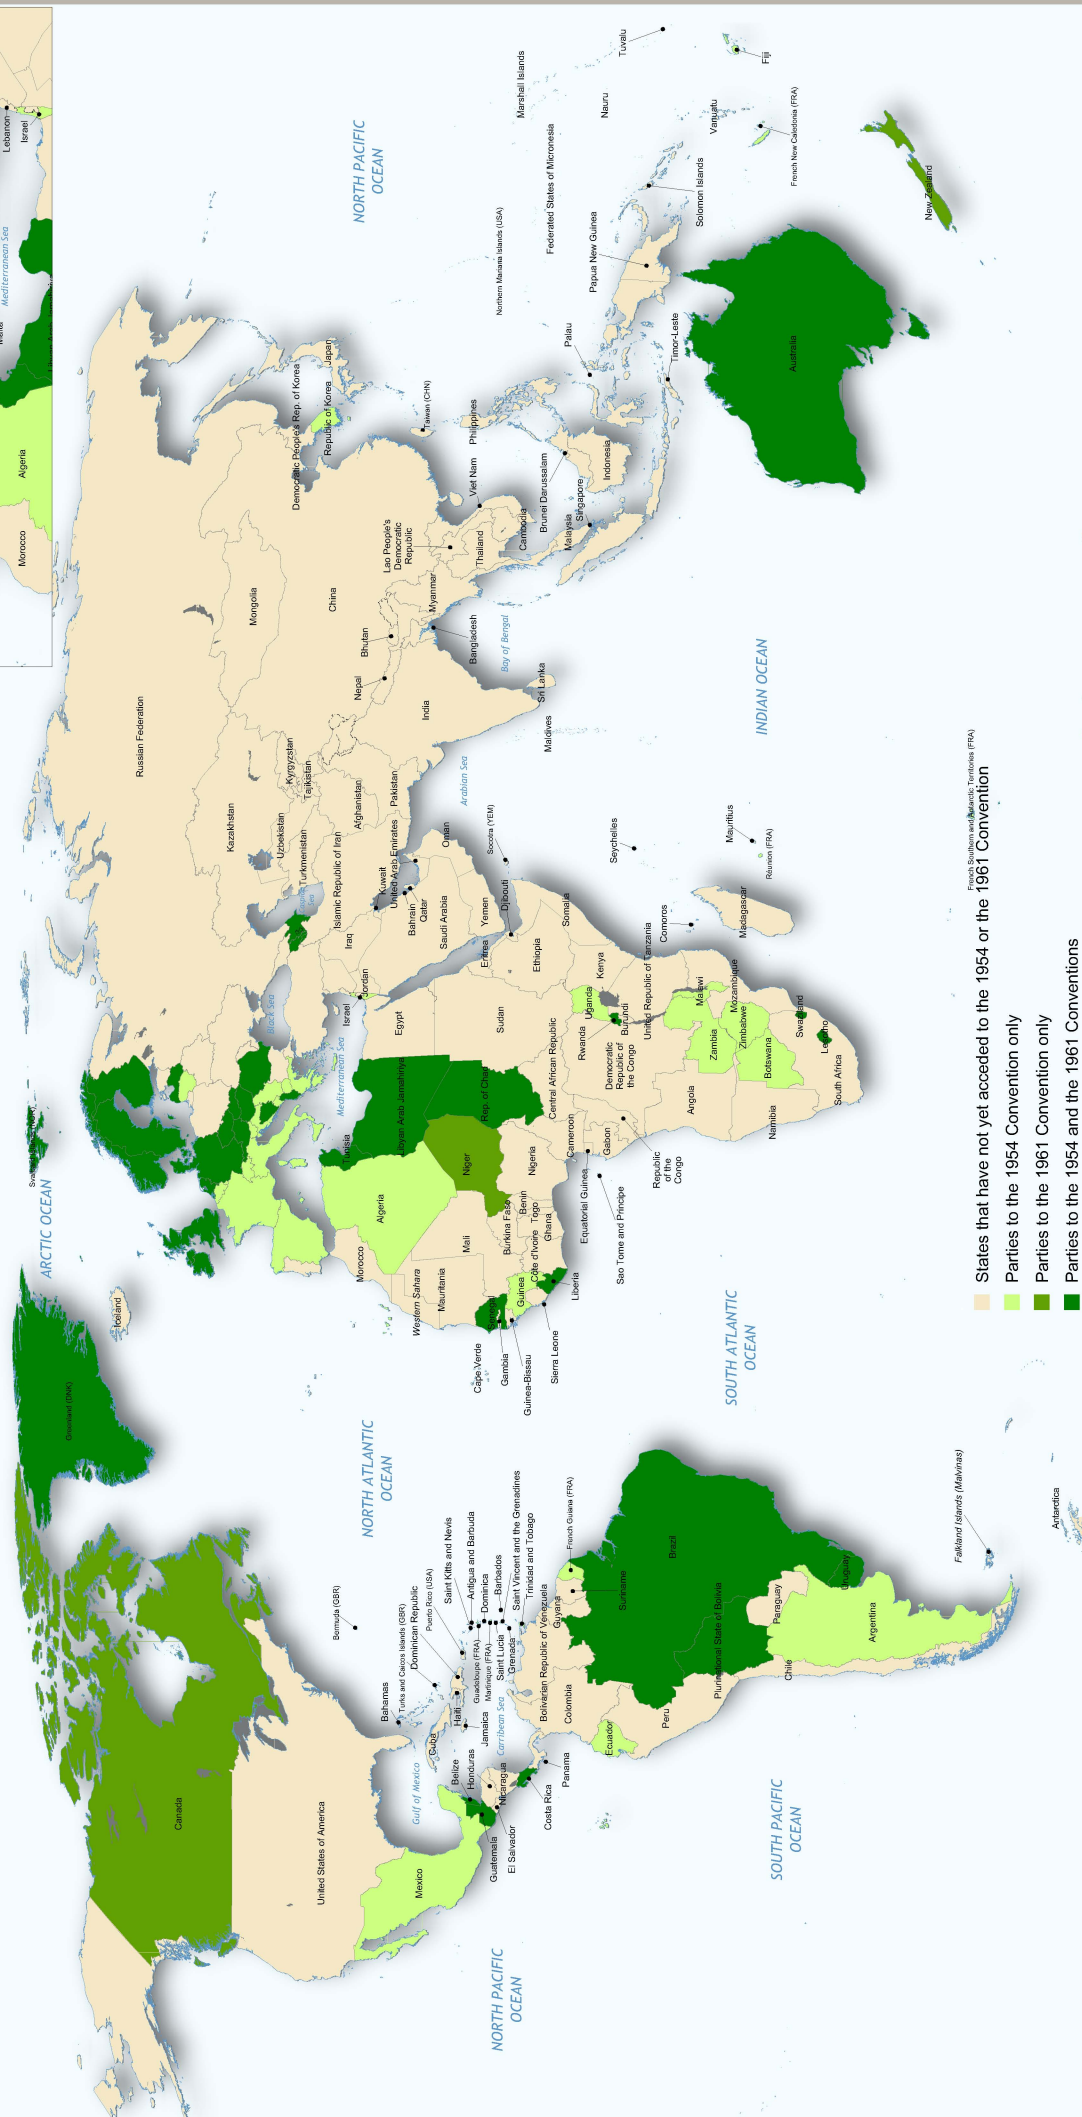 ARCTIC OCEAN
Greenland (DNK)
Iceland
Russian Federation
Canada
United States of America
Mexico
Bermuda (GBR)
NORTH ATLANTIC
OCEAN
NORTH PACIFIC
OCEAN
Gulf of Mexico
Bahamas
Turks and Caicos Islands (GBR)
Cuba
Dominican Republic
Puerto Rico (USA)
Haiti
Jamaica
Saint Kitts and Nevis
Antigua and Barbuda
Guadeloupe (FRA)
Dominica
Martinique (FRA)
Saint Lucia
Barbados
Saint Vincent and the Grenadines
Grenada
Trinidad and Tobago
Carribean Sea
Belize
Honduras
Guatemala
El Salvador
Nicaragua
Costa Rica
Panama
Bolivarian Republic of Venezuela
Guyana
Suriname
French Guiana (FRA)
Colombia
Ecuador
Peru
Brazil
Plurinational State of Bolivia
Paraguay
Chile
Argentina
Uruguay
Falkland Islands (Malvinas)
Antarctica
SOUTH PACIFIC
OCEAN
SOUTH ATLANTIC
OCEAN
Kazakhstan
Mongolia
Uzbekistan
Kyrgyzstan
Tajikistan
Turkmenistan
China
Democratic People's Rep. of Korea
Republic of Korea
Japan
NORTH PACIFIC
OCEAN
Black Sea
Mediterranean Sea
Israel
Jordan
Iraq
Islamic Republic of Iran
Afghanistan
Pakistan
Kuwait
United Arab Emirates
Bahrain
Qatar
Saudi Arabia
Oman
Yemen
Socotra (YEM)
Arabian Sea
Nepal
Bhutan
India
Bangladesh
Bay of Bengal
Sri Lanka
Maldives
Myanmar
Lao People's
Democratic
Republic
Thailand
Viet Nam
Cambodia
Taiwan (CHN)
Philippines
Brunei Darussalam
Malaysia
Singapore
Indonesia
Palau
Timor-Leste
Papua New Guinea
Northern Mariana Islands (USA)
Federated States of Micronesia
Marshall Islands
Nauru
Tuvalu
Solomon Islands
Vanuatu
Fiji
French New Caledonia (FRA)
Australia
New Zealand
INDIAN OCEAN
Morocco
Western Sahara
Algeria
Tunisia
Libyan Arab Jamahiriya
Egypt
Mauritania
Mali
Niger
Rep. of Chad
Sudan
Eritrea
Djibouti
Ethiopia
Somalia
Cape Verde
Senegal
Gambia
Guinea-Bissau
Guinea
Sierra Leone
Liberia
Côte d'Ivoire
Burkina Faso
Ghana
Togo
Benin
Nigeria
Cameroon
Central African Republic
Equatorial Guinea
Sao Tome and Principe
Gabon
Republic
of the
Congo
Democratic
Republic of
the Congo
Uganda
Kenya
Rwanda
Burundi
United Republic of Tanzania
Angola
Zambia
Malawi
Mozambique
Zimbabwe
Botswana
Namibia
South Africa
Swaziland
Lesotho
Madagascar
Comoros
Seychelles
Mauritius
Réunion (FRA)
French Southern and Antarctic Territories (FRA)
Morocco
Algeria
Mediterranean Sea
Israel
Lebanon
States that have not yet acceded to the 1954 or the 1961 Convention
Parties to the 1954 Convention only
Parties to the 1961 Convention only
Parties to the 1954 and the 1961 Conventions